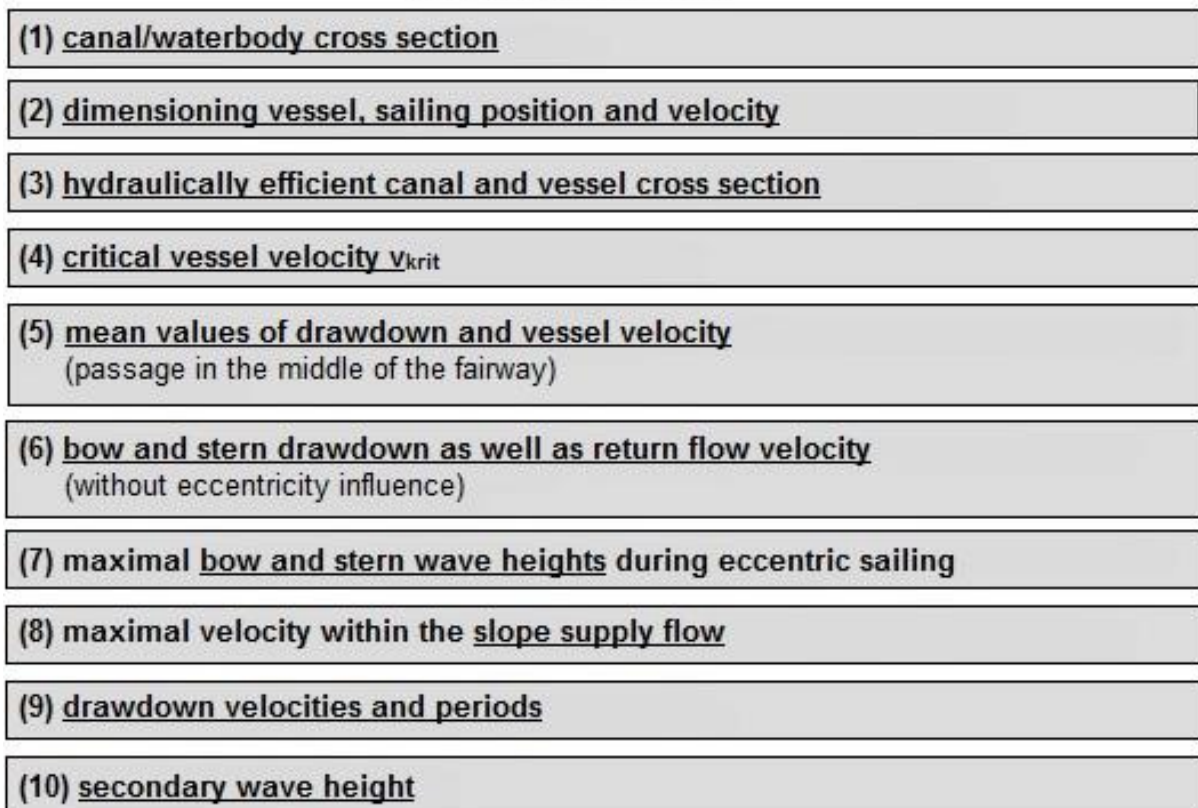 (1) canal/waterbody cross section
(2) dimensioning vessel, sailing position and velocity
(3) hydraulically efficient canal and vessel cross section
(4) critical vessel velocity vkrit
(5) mean values of drawdown and vessel velocity
(passage in the middle of the fairway)
(6) bow and stern drawdown as well as return flow velocity
(without eccentricity influence)
(7) maximal bow and stern wave heights during eccentric sailing
(8) maximal velocity within the slope supply flow
(9) drawdown velocities and periods
(10) secondary wave height